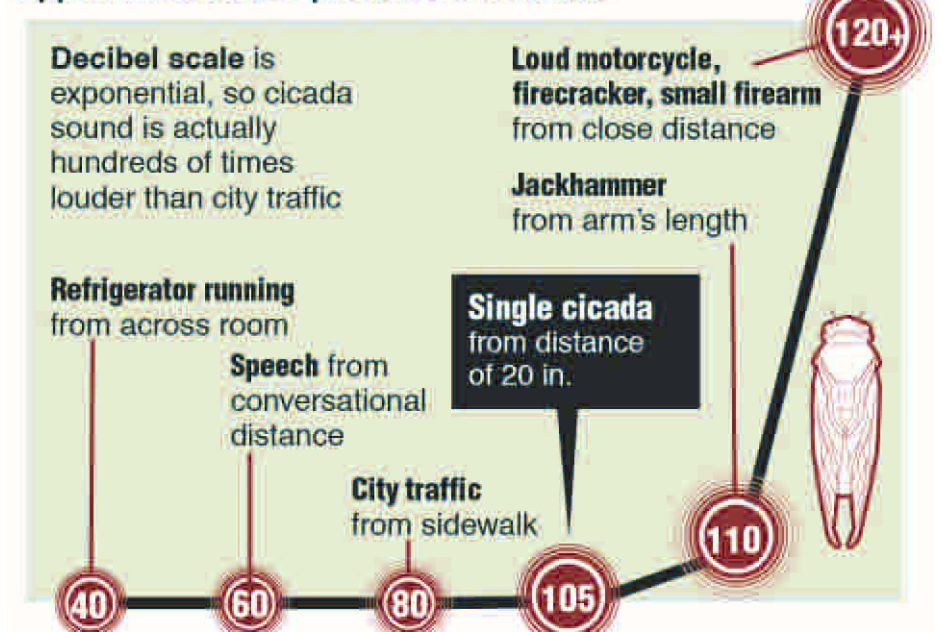 Decibel scale is
exponential, so cicada
sound is actually
hundreds of times
louder than city traffic
120+
Loud motorcycle,
firecracker, small firearm
from close distance
Jackhammer
from arm's length
Refrigerator running
from across room
Speech from
conversational
distance
Single cicada
from distance
of 20 in.
City traffic
from sidewalk
40
60
80
105
110